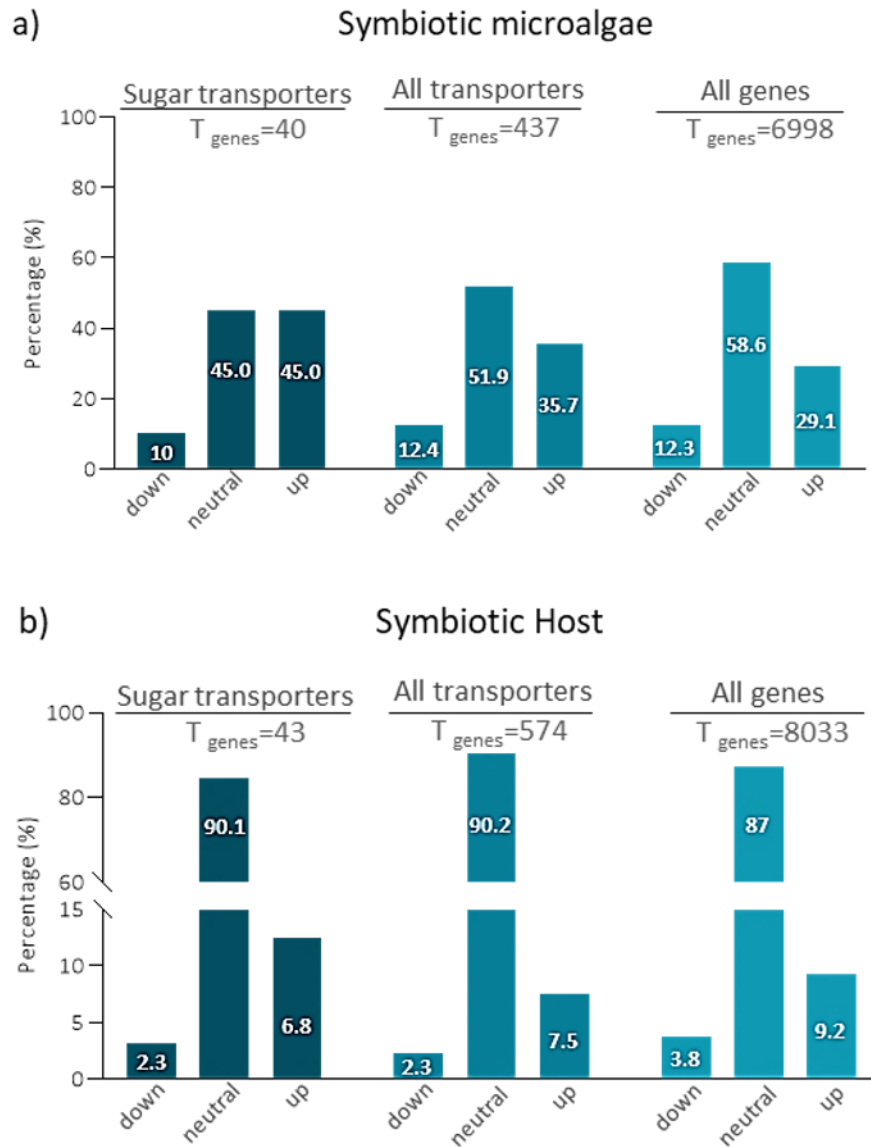 a)
Symbiotic microalgae
Sugar transporters
All transporters
All genes
T genes=40
T genes=437
T genes=6998
Percentage (%)
100
80
60
40
20
0
10
45.0
45.0
12.4
51.9
35.7
12.3
58.6
29.1
down
neutral
up
down
neutral
up
down
neutral
up
b)
Symbiotic Host
Sugar transporters
All transporters
All genes
T genes=43
T genes=574
T genes=8033
Percentage (%)
100
80
60
15
10
5
0
2.3
90.1
6.8
2.3
90.2
7.5
3.8
87
9.2
down
neutral
up
down
neutral
up
down
neutral
up